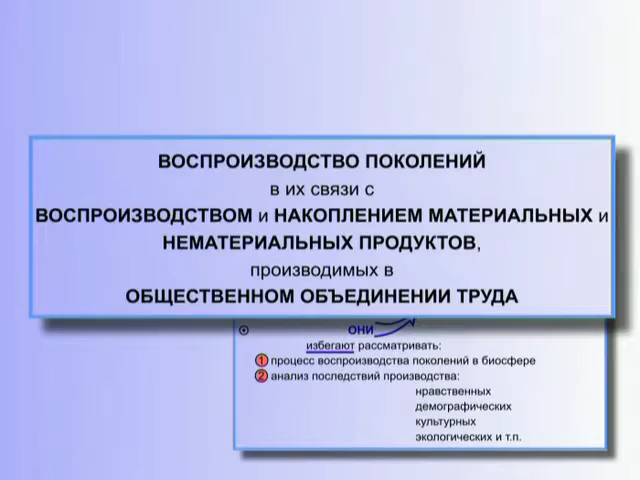 ВОСПРОИЗВОДСТВО ПОКОЛЕНИЙ
в их связи с
ВОСПРОИЗВОДСТВОМ и НАКОПЛЕНИЕМ МАТЕРИАЛЬНЫХ и
НЕМАТЕРИАЛЬНЫХ ПРОДУКТОВ,
производимых в
ОБЩЕСТВЕННОМ ОБЪЕДИНЕНИИ ТРУДА
ОНИ
избегают рассматривать:
1 процесс воспроизводства поколений в биосфере
2 анализ последствий производства:
нравственных
демографических
культурных
экологических и т.п.